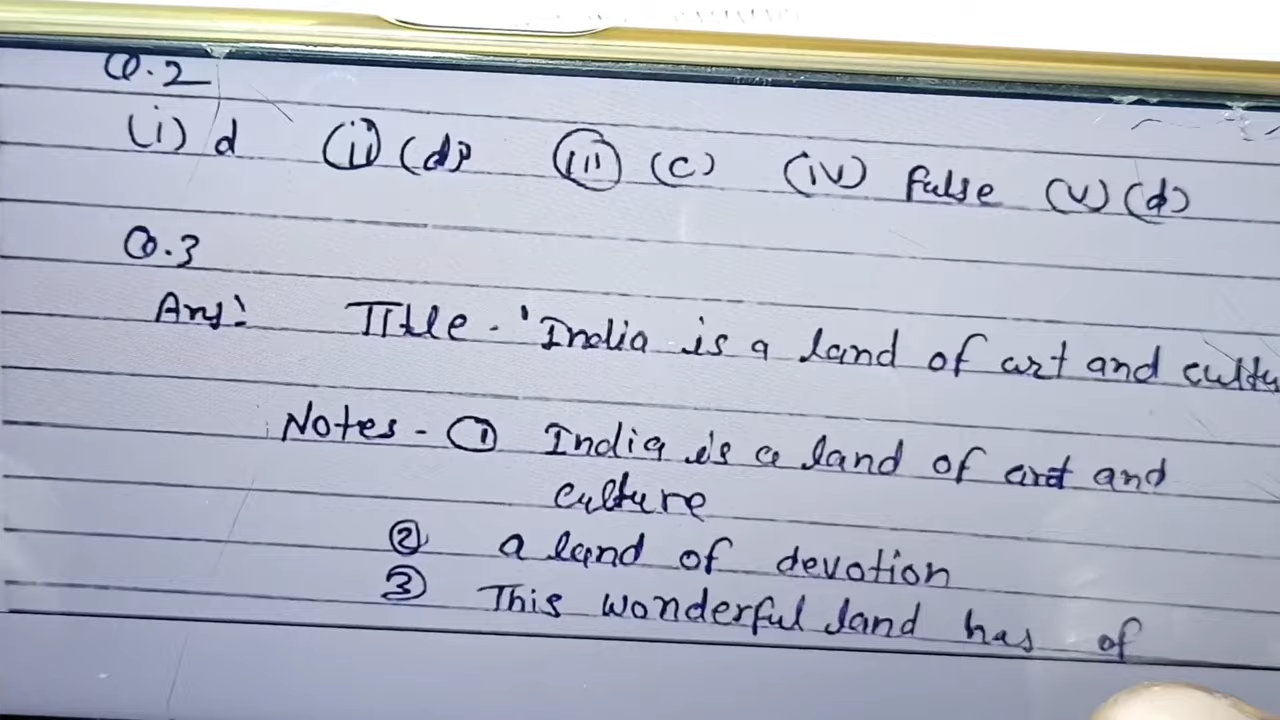 Q.2
(i) d (ii) (d) (iii) (c) (iv) false (v) (d)
Q.3
Ans: Title - 'India is a land of art and cultu
Notes - ① India is a land of art and
culture
② a land of devotion
③ This wonderful land has of